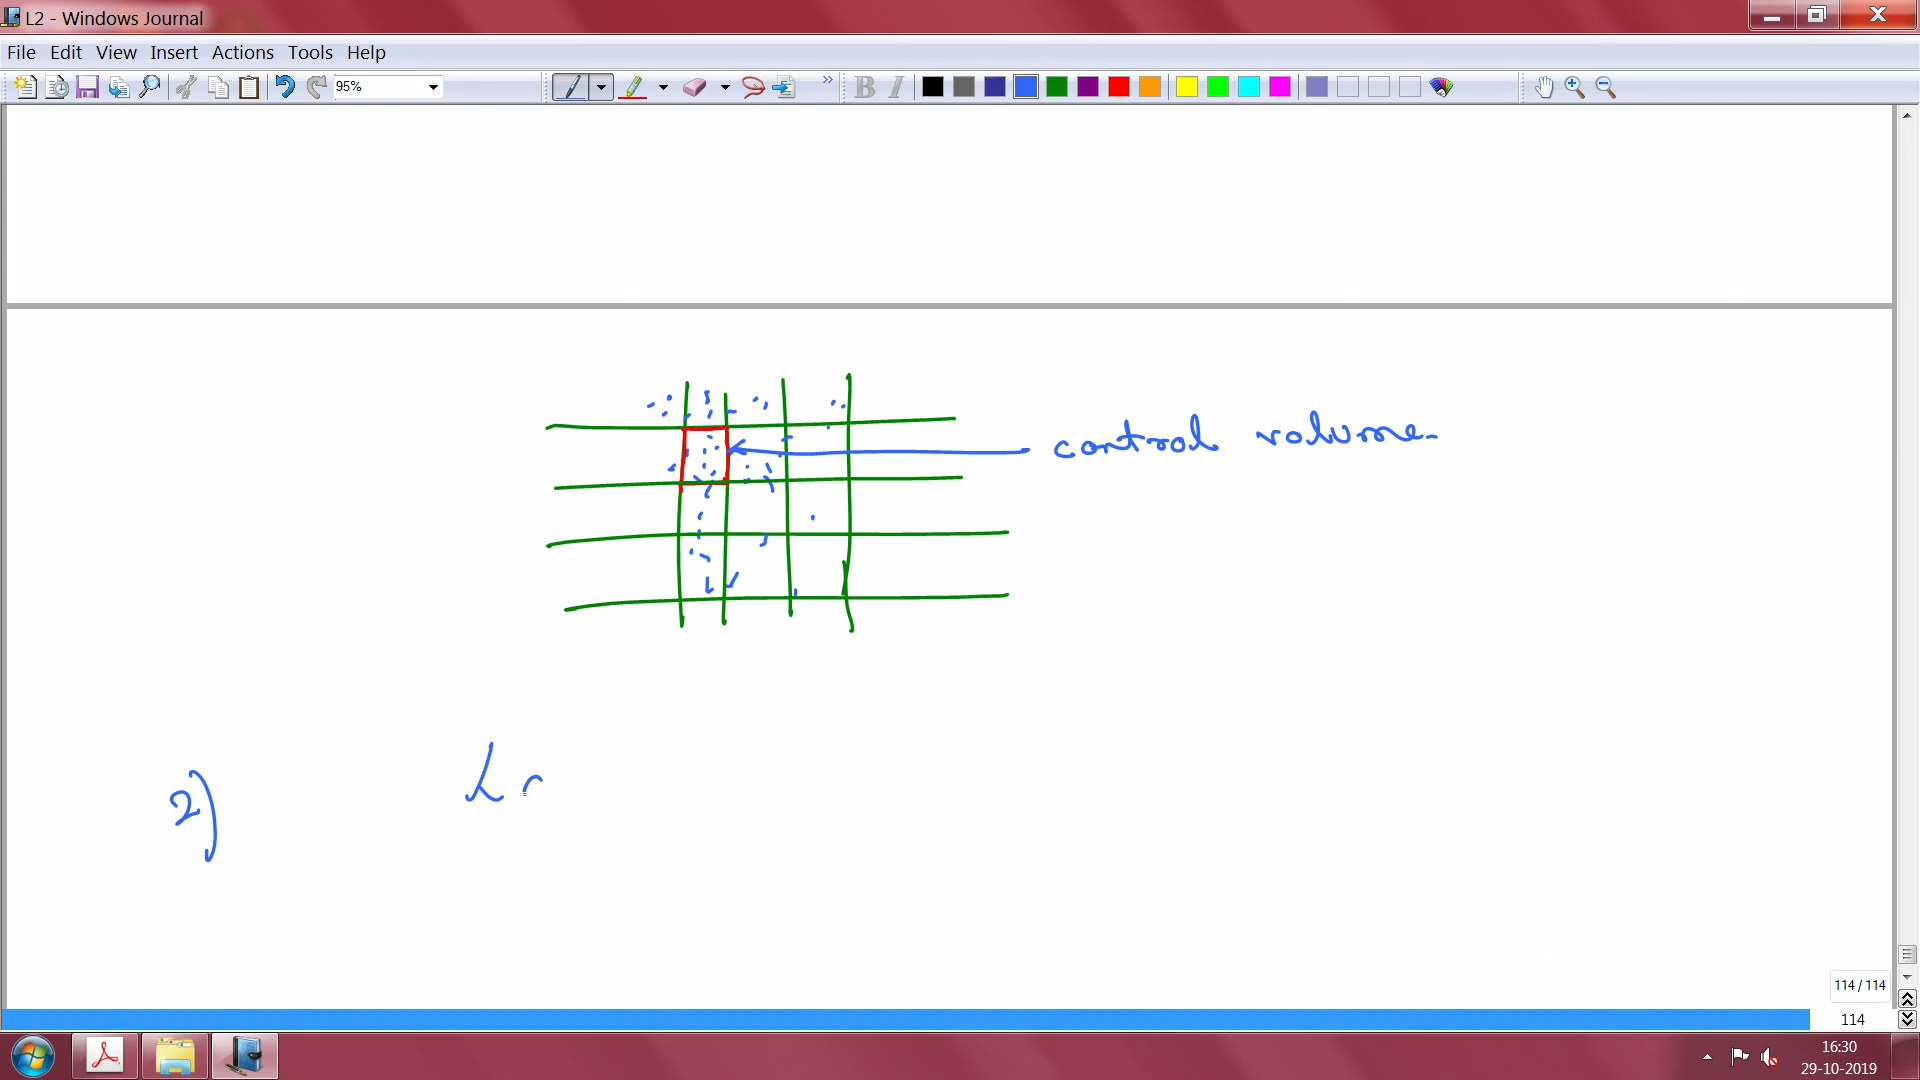 L2 - Windows Journal
File Edit View Insert Actions Tools Help
95%
control volume
2)
114 / 114
114
16:30
29-10-2019